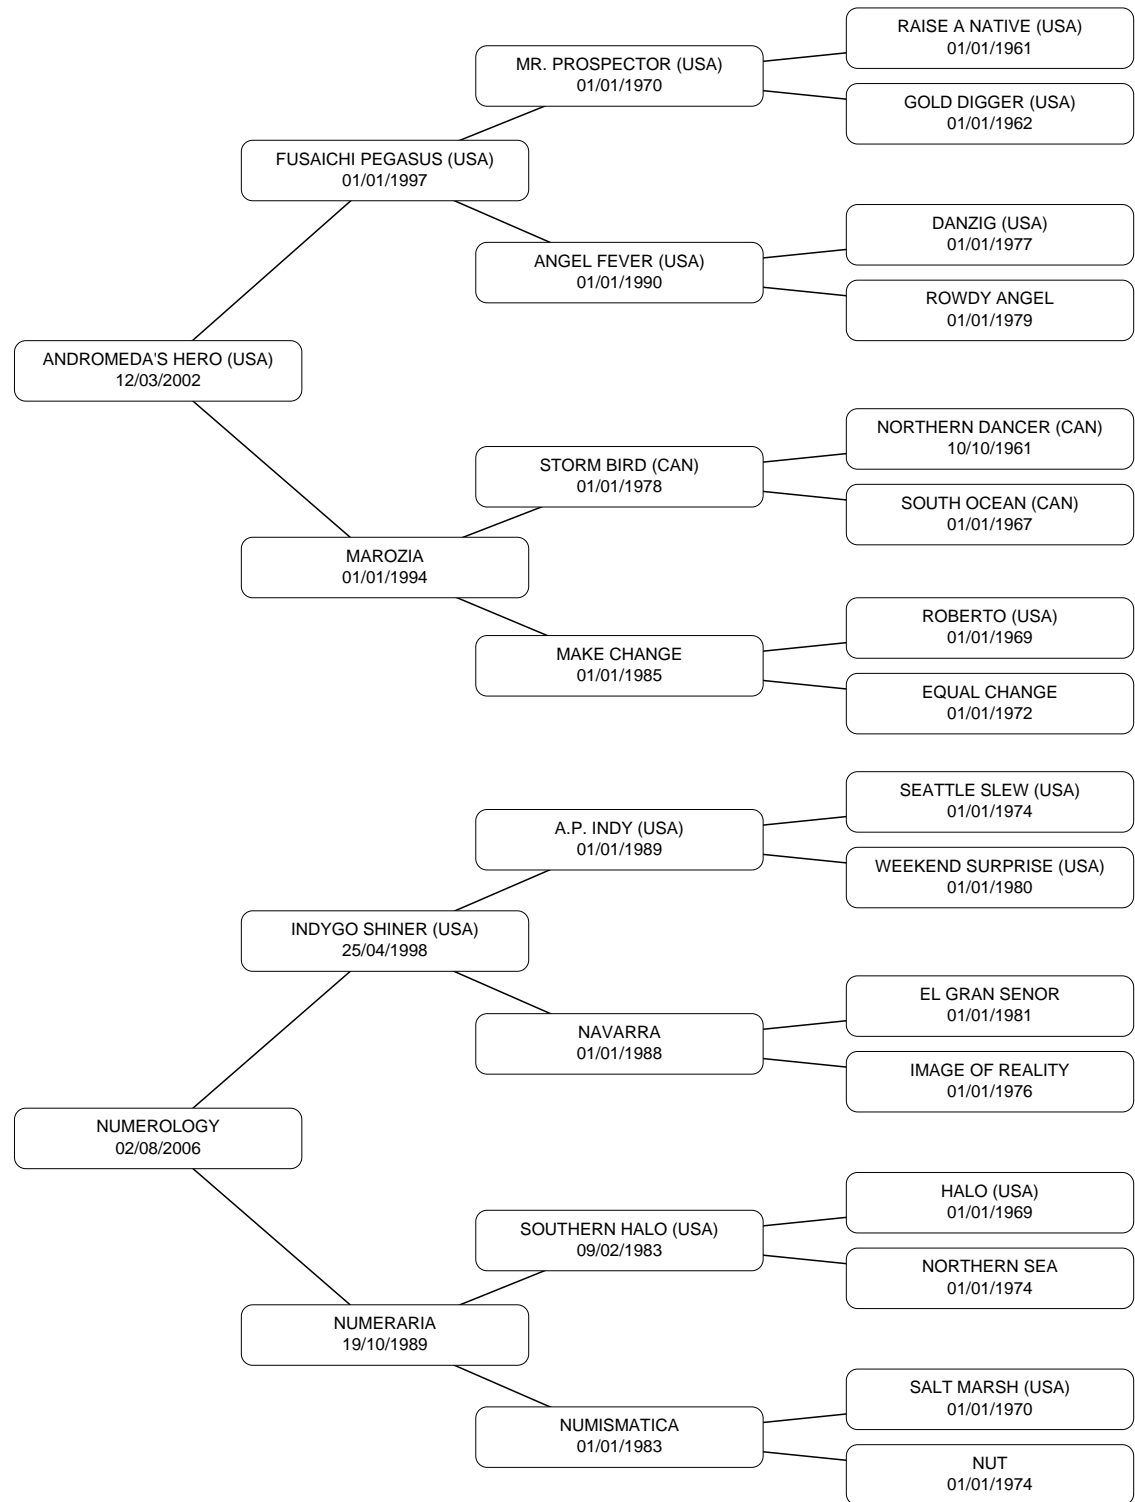 RAISE A NATIVE (USA)
01/01/1961
MR. PROSPECTOR (USA)
01/01/1970
GOLD DIGGER (USA)
01/01/1962
FUSAICHI PEGASUS (USA)
01/01/1997
DANZIG (USA)
01/01/1977
ANGEL FEVER (USA)
01/01/1990
ROWDY ANGEL
01/01/1979
ANDROMEDA'S HERO (USA)
12/03/2002
NORTHERN DANCER (CAN)
10/10/1961
STORM BIRD (CAN)
01/01/1978
SOUTH OCEAN (CAN)
01/01/1967
MAROZIA
01/01/1994
ROBERTO (USA)
01/01/1969
MAKE CHANGE
01/01/1985
EQUAL CHANGE
01/01/1972
SEATTLE SLEW (USA)
01/01/1974
A.P. INDY (USA)
01/01/1989
WEEKEND SURPRISE (USA)
01/01/1980
INDYGO SHINER (USA)
25/04/1998
EL GRAN SENOR
01/01/1981
NAVARRA
01/01/1988
IMAGE OF REALITY
01/01/1976
NUMEROLOGY
02/08/2006
HALO (USA)
01/01/1969
SOUTHERN HALO (USA)
09/02/1983
NORTHERN SEA
01/01/1974
NUMERARIA
19/10/1989
SALT MARSH (USA)
01/01/1970
NUMISMATICA
01/01/1983
NUT
01/01/1974